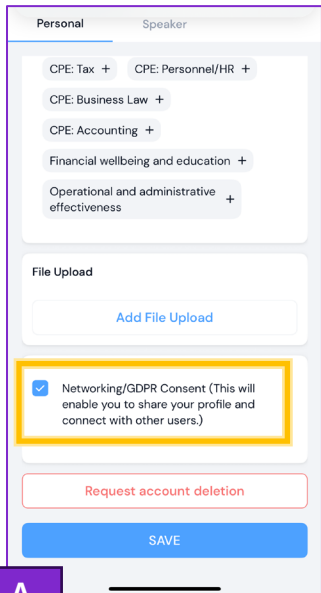 Personal Speaker
CPE: Tax + CPE: Personnel/HR +
CPE: Business Law +
CPE: Accounting +
Financial wellbeing and education +
Operational and administrative +
effectiveness
File Upload
Add File Upload
Networking/GDPR Consent (This will
enable you to share your profile and
connect with other users.)
Request account deletion
SAVE
A